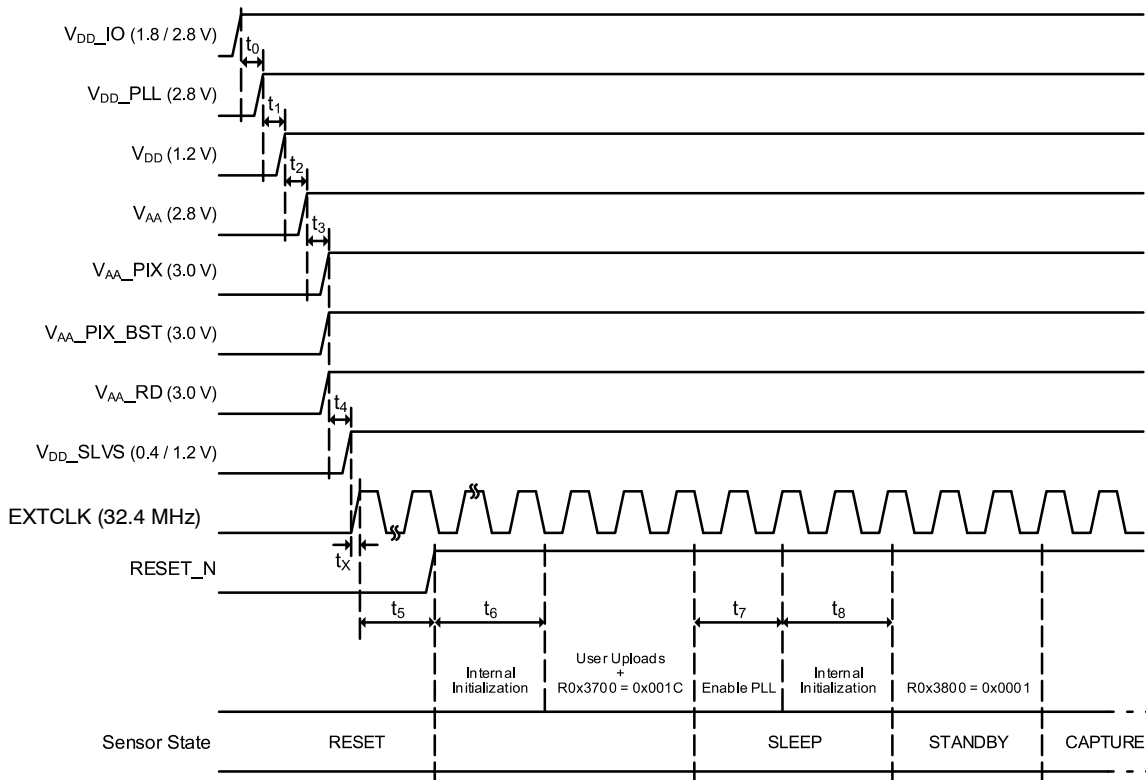 VDD_IO (1.8 / 2.8 V)
t0
VDD_PLL (2.8 V)
t1
VDD (1.2 V)
t2
VAA (2.8 V)
t3
VAA_PIX (3.0 V)
VAA_PIX_BST (3.0 V)
VAA_RD (3.0 V)
t4
VDD_SLVS (0.4 / 1.2 V)
EXTCLK (32.4 MHz)
tX
RESET_N
t5
t6
t7
t8
Internal
Initialization
User Uploads
+
R0x3700 = 0x001C
Enable PLL
Internal
Initialization
R0x3800 = 0x0001
Sensor State
RESET
SLEEP
STANDBY
CAPTURE